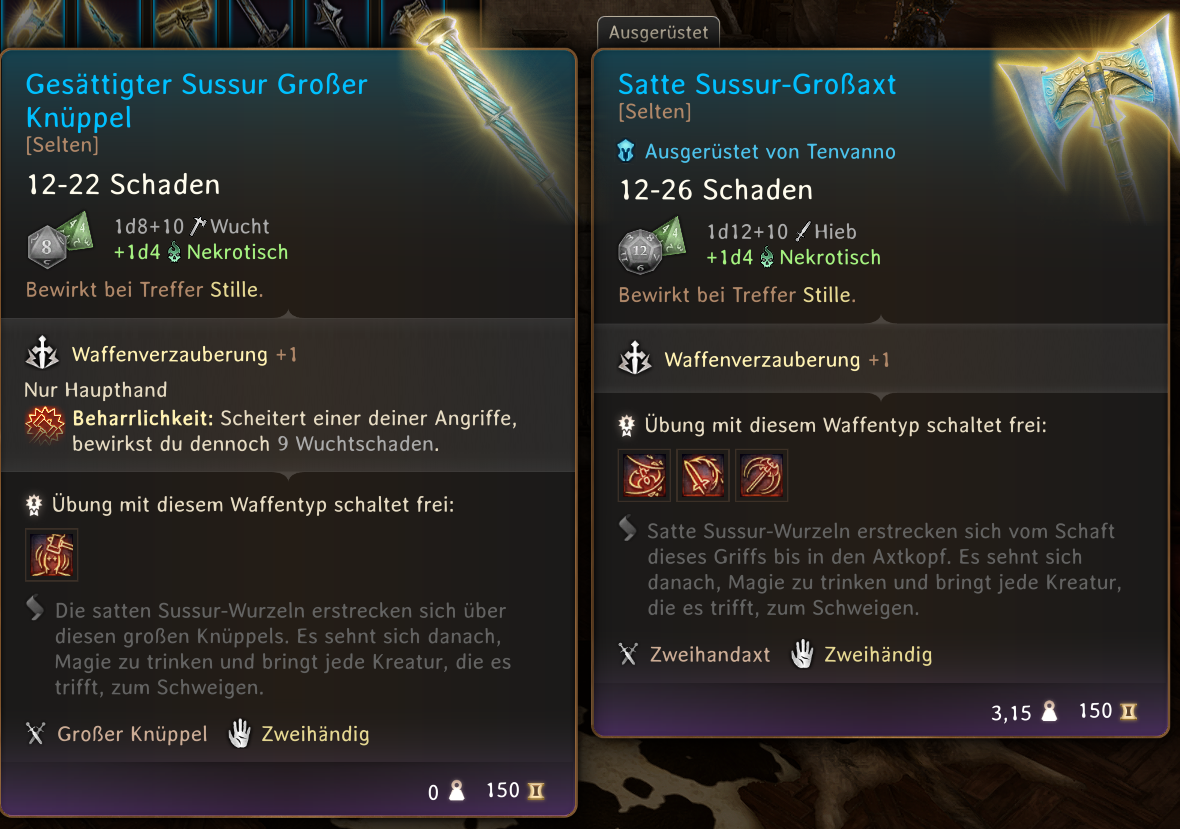 Gesättigter Sussur Großer
Knüppel
[Selten]
12-22 Schaden
8
4
1d8+10 Wucht
+1d4 Nekrotisch
Bewirkt bei Treffer Stille.
Waffenverzauberung +1
Nur Haupthand
Beharrlichkeit: Scheitert einer deiner Angriffe,
bewirkst du dennoch 9 Wuchtschaden.
Übung mit diesem Waffentyp schaltet frei:
Die satten Sussur-Wurzeln erstrecken sich über
diesen großen Knüppels. Es sehnt sich danach,
Magie zu trinken und bringt jede Kreatur, die es
trifft, zum Schweigen.
Großer Knüppel Zweihändig
0 150
Ausgerüstet
Satte Sussur-Großaxt
[Selten]
Ausgerüstet von Tenvanno
12-26 Schaden
12
6
4
1d12+10 Hieb
+1d4 Nekrotisch
Bewirkt bei Treffer Stille.
Waffenverzauberung +1
Übung mit diesem Waffentyp schaltet frei:
Satte Sussur-Wurzeln erstrecken sich vom Schaft
dieses Griffs bis in den Axtkopf. Es sehnt sich
danach, Magie zu trinken und bringt jede Kreatur,
die es trifft, zum Schweigen.
Zweihandaxt Zweihändig
3,15 150